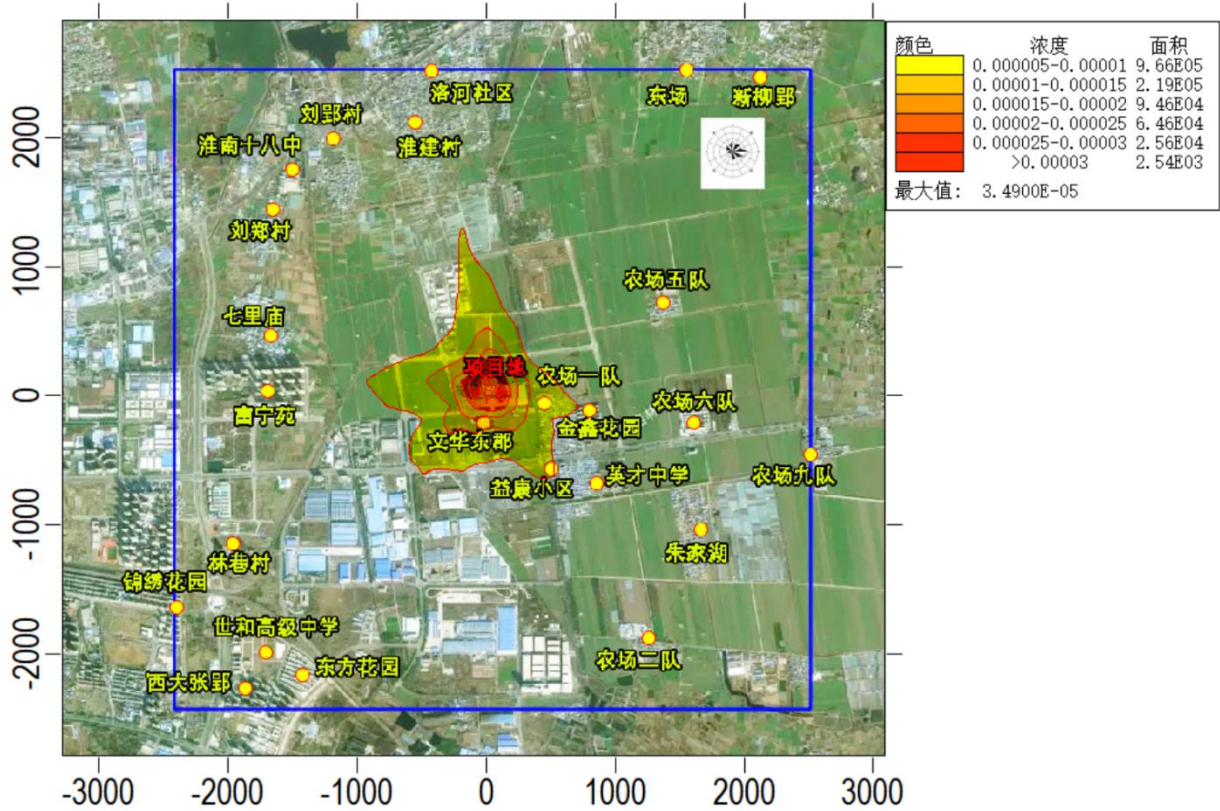 颜色 浓度 面积
0.000005-0.00001 9.66E05
0.00001-0.000015 2.19E05
0.000015-0.00002 9.46E04
0.00002-0.000025 6.46E04
0.000025-0.00003 2.56E04
>0.00003 2.54E03
最大值: 3.4900E-05
洛河社区
东场
新柳郢
刘郢村
淮建村
淮南十八中
刘郑村
农场五队
七里庙
项目地
农场一队
富宁苑
农场六队
文华东郡
金鑫花园
益康小区
英才中学
农场九队
朱家湖
林巷村
锦绣花园
世和高级中学
东方花园
西大张郢
农场二队
2000
1000
0
-1000
-2000
-3000 -2000 -1000 0 1000 2000 3000